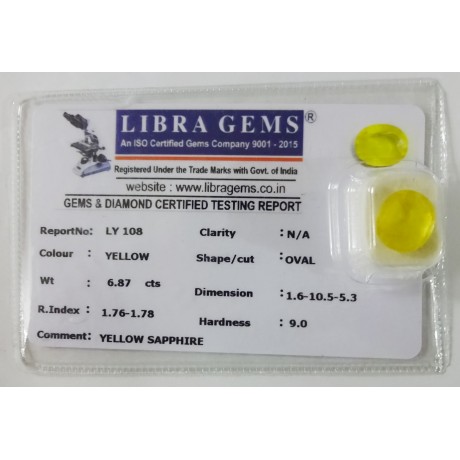 LIBRA GEMS®
An ISO Certified Gems Company 9001 - 2015
Registered Under the Trade Marks with Govt. of India
website : www.libragems.co.in
GEMS & DIAMOND CERTIFIED TESTING REPORT
ReportNo: LY 108
Clarity : N/A
Colour : YELLOW
Shape/cut : OVAL
Wt : 6.87 cts
Dimension : 1.6-10.5-5.3
R.Index : 1.76-1.78
Hardness : 9.0
Comment: YELLOW SAPPHIRE